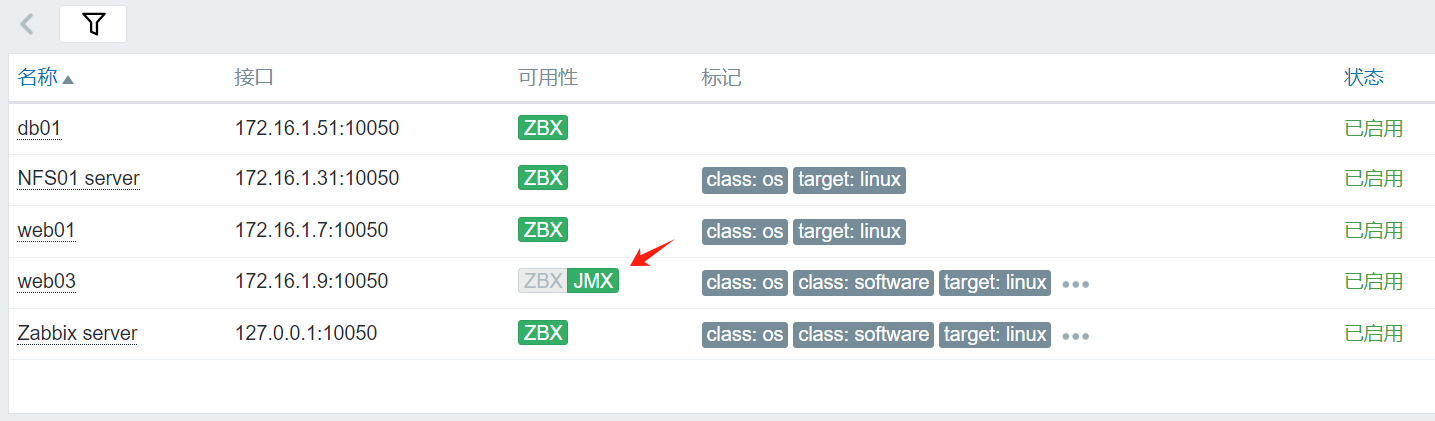 名称 接口 可用性 标记 状态
db01 172.16.1.51:10050 ZBX 已启用
NFS01 server 172.16.1.31:10050 ZBX class: os target: linux 已启用
web01 172.16.1.7:10050 ZBX class: os target: linux 已启用
web03 172.16.1.9:10050 ZBX JMX class: os class: software target: linux 已启用
Zabbix server 127.0.0.1:10050 ZBX class: os class: software target: linux 已启用